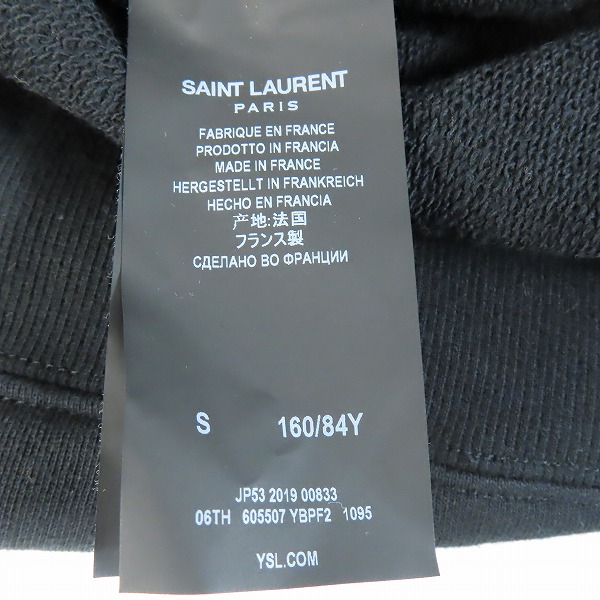 SAINT LAURENT
PARIS
FABRIQUE EN FRANCE
PRODOTTO IN FRANCIA
MADE IN FRANCE
HERGESTELLT IN FRANKREICH
HECHO EN FRANCIA
产地:法国
フランス製
СДЕЛАНО ВО ФРАНЦИИ
S 160/84Y
JP53 2019 00833
06TH 605507 YBPF2 1095
YSL.COM